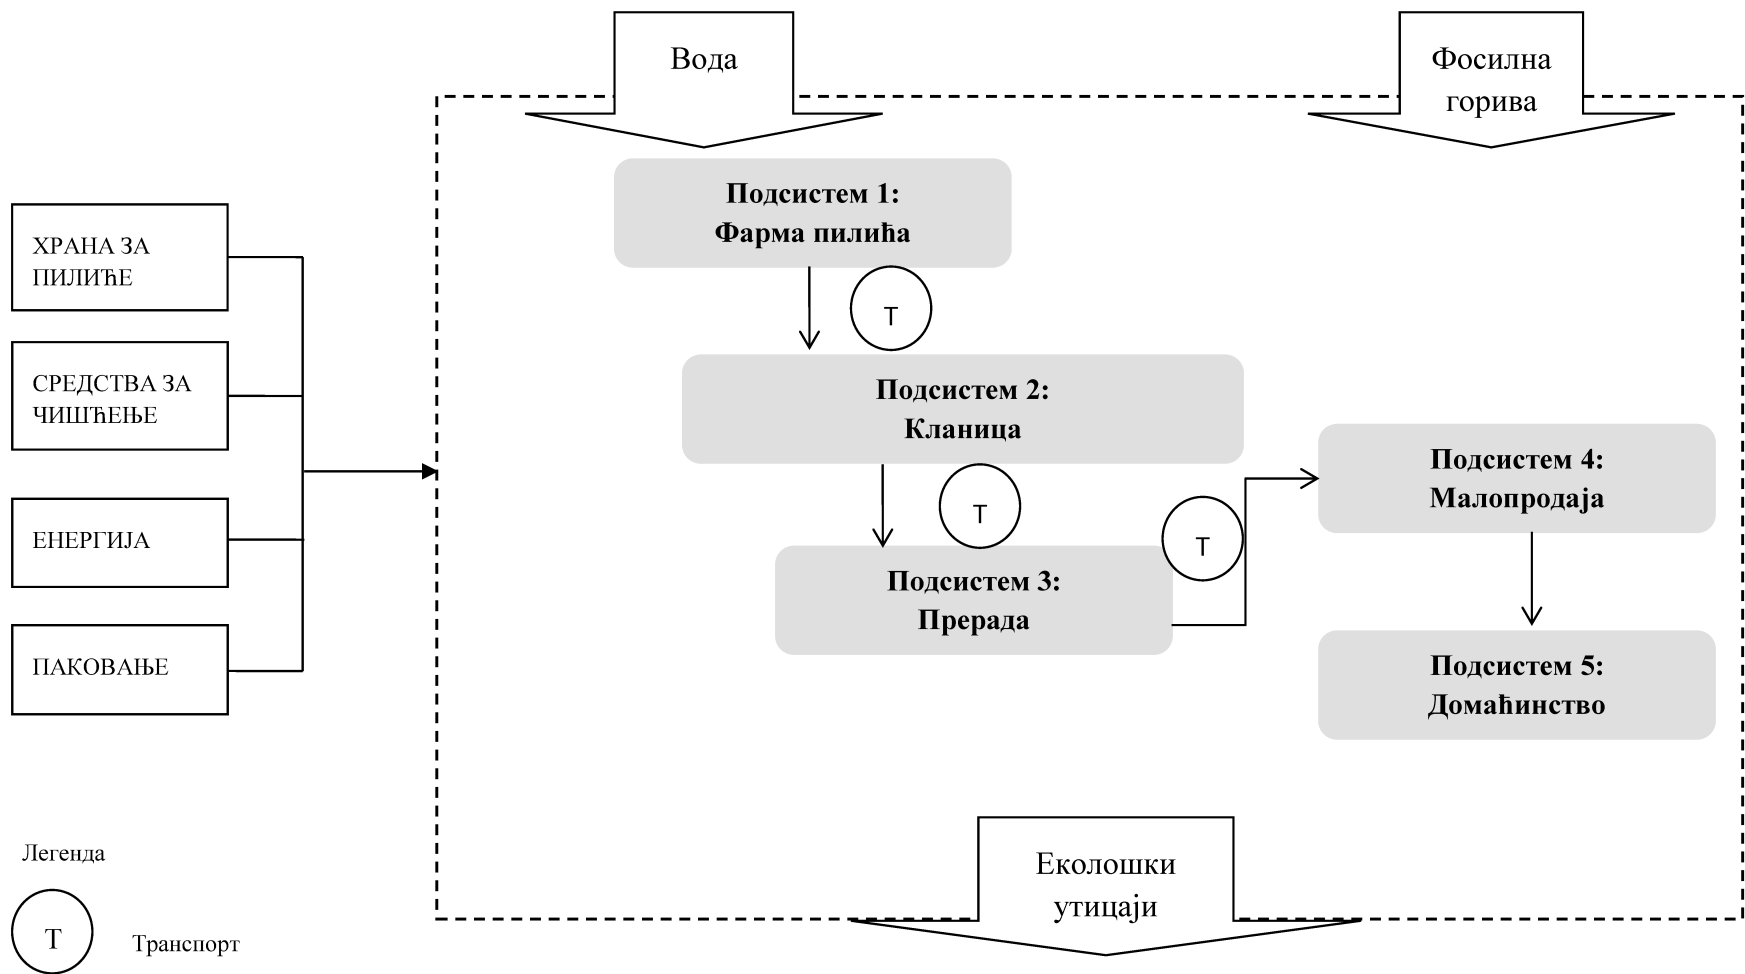 Вода
Фосилна
горива
Подсистем 1:
Фарма пилића
ХРАНА ЗА
ПИЛИЋЕ
Т
СРЕДСТВА ЗА
ЧИШЋЕЊЕ
Подсистем 2:
Кланица
Т
Подсистем 4:
Малопродаја
Т
ЕНЕРГИЈА
Подсистем 3:
Прерада
ПАКОВАЊЕ
Подсистем 5:
Домаћинство
Еколошки
утицаји
Легенда
Т
Транспорт